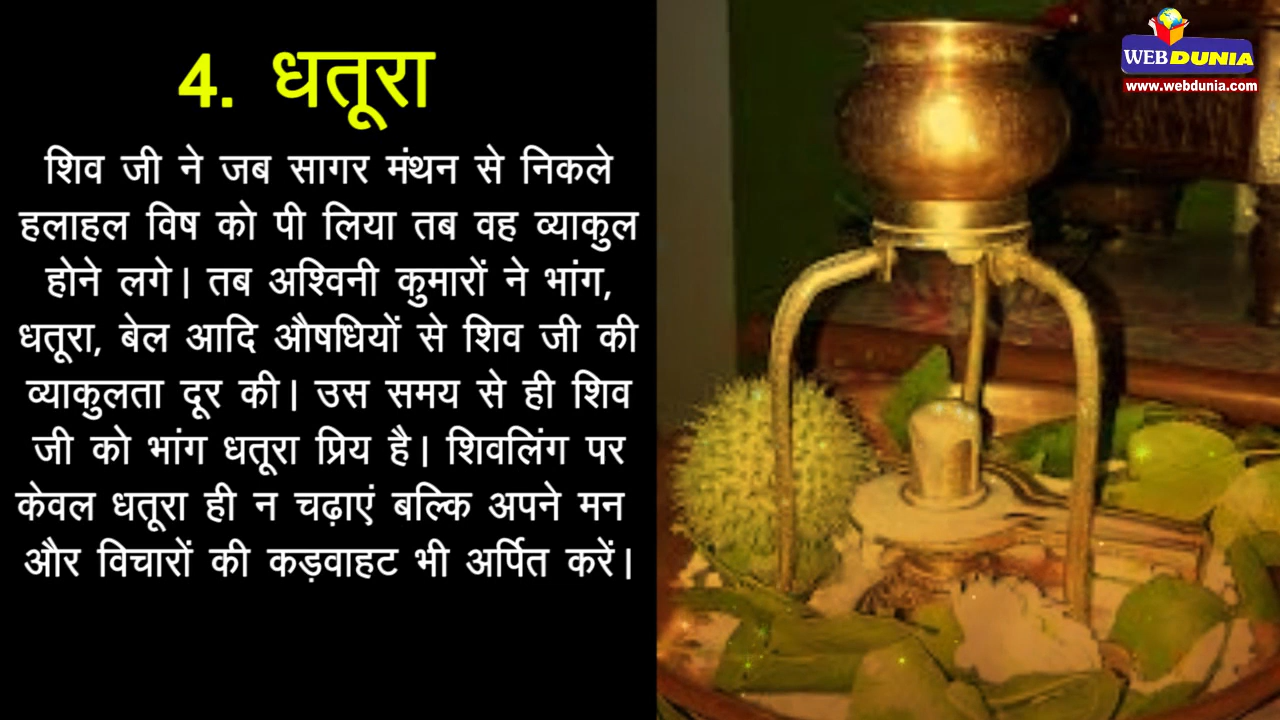 4. धतूरा
शिव जी ने जब सागर मंथन से निकले
हलाहल विष को पी लिया तब वह व्याकुल
होने लगे। तब अश्विनी कुमारों ने भांग,
धतूरा, बेल आदि औषधियों से शिव जी की
व्याकुलता दूर की। उस समय से ही शिव
जी को भांग धतूरा प्रिय है। शिवलिंग पर
केवल धतूरा ही न चढ़ाएं बल्कि अपने मन
और विचारों की कड़वाहट भी अर्पित करें।
WEBDUNIA
www.webdunia.com